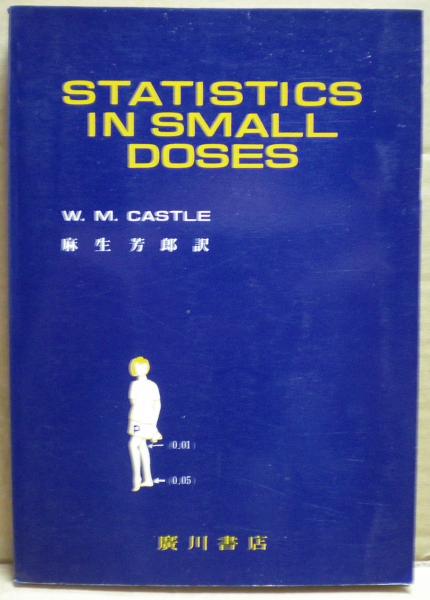 STATISTICS
IN SMALL
DOSES
W. M. CASTLE
麻生芳郎訳
(0.01)
(0.05)
廣川書店